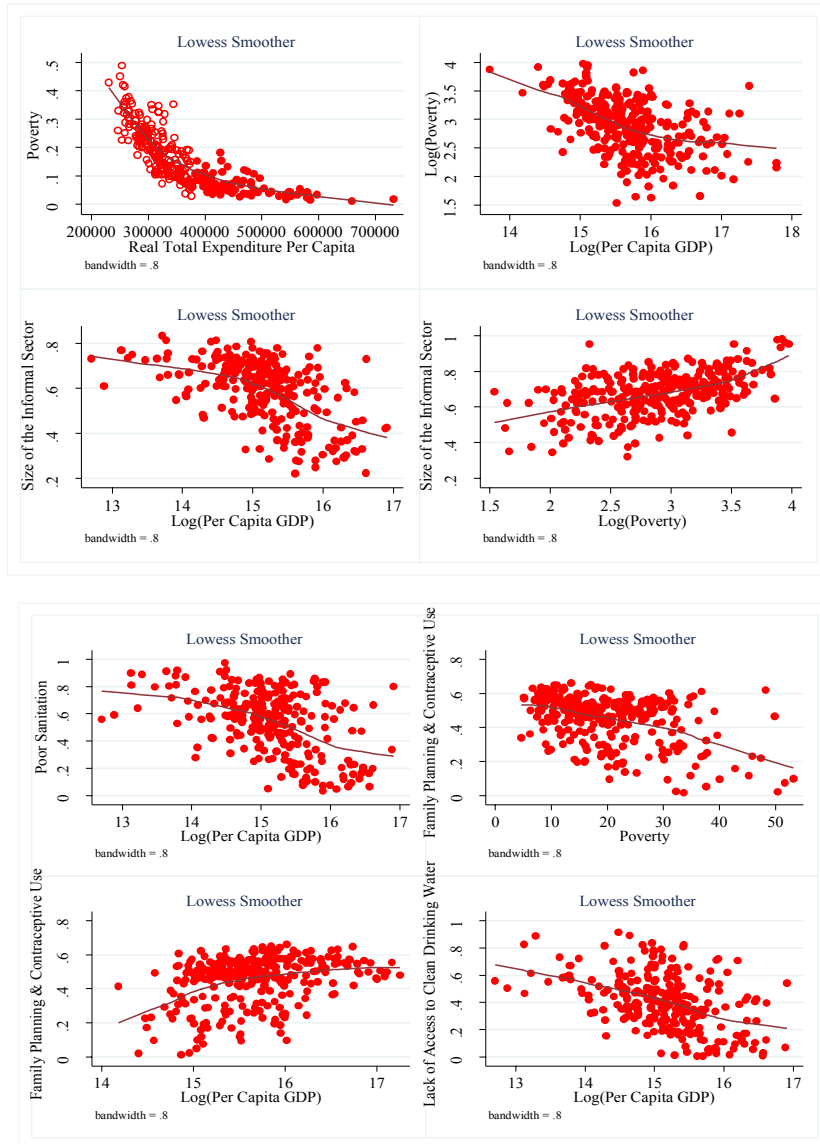 Lowess Smoother
Poverty
0 .1 .2 .3 .4 .5
200000 300000 400000 500000 600000 700000
Real Total Expenditure Per Capita
bandwidth = .8
Lowess Smoother
Log(Poverty)
1.5 2 2.5 3 3.5 4
14 15 16 17 18
Log(Per Capita GDP)
bandwidth = .8
Lowess Smoother
Size of the Informal Sector
.2 .4 .6 .8
13 14 15 16 17
Log(Per Capita GDP)
bandwidth = .8
Lowess Smoother
Size of the Informal Sector
.2 .4 .6 .8 1
1.5 2 2.5 3 3.5 4
Log(Poverty)
bandwidth = .8
Lowess Smoother
Poor Sanitation
0 .2 .4 .6 .8 1
13 14 15 16 17
Log(Per Capita GDP)
bandwidth = .8
Lowess Smoother
Family Planning & Contraceptive Use
0 .2 .4 .6 .8
0 10 20 30 40 50
Poverty
bandwidth = .8
Lowess Smoother
Family Planning & Contraceptive Use
0 .2 .4 .6 .8
14 15 16 17
Log(Per Capita GDP)
bandwidth = .8
Lowess Smoother
Lack of Access to Clean Drinking Water
0 .2 .4 .6 .8 1
13 14 15 16 17
Log(Per Capita GDP)
bandwidth = .8